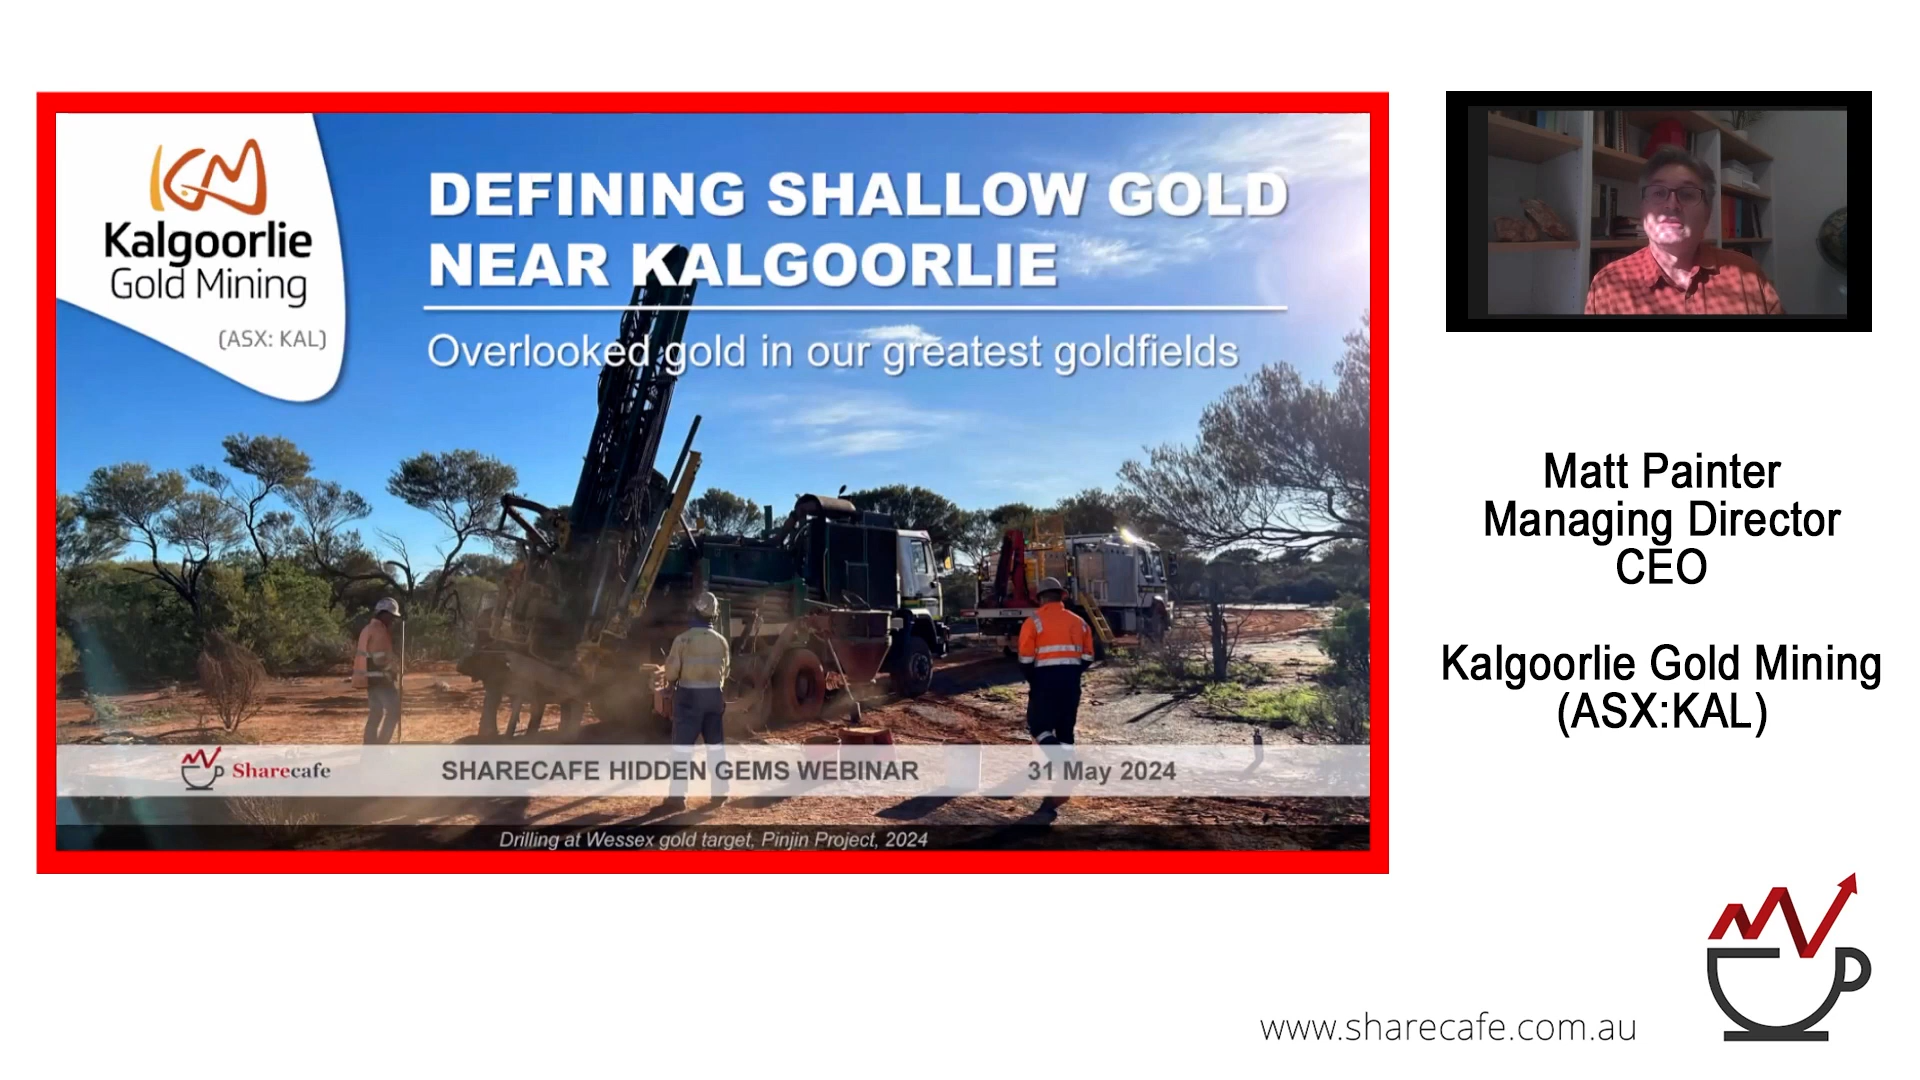 Kalgoorlie
Gold Mining
(ASX: KAL)
DEFINING SHALLOW GOLD
NEAR KALGOORLIE
Overlooked gold in our greatest goldfields
Sharecafe
SHARECAFE HIDDEN GEMS WEBINAR
31 May 2024
Drilling at Wessex gold target, Pinjin Project, 2024
Matt Painter
Managing Director
CEO
Kalgoorlie Gold Mining
(ASX:KAL)
www.sharecafe.com.au